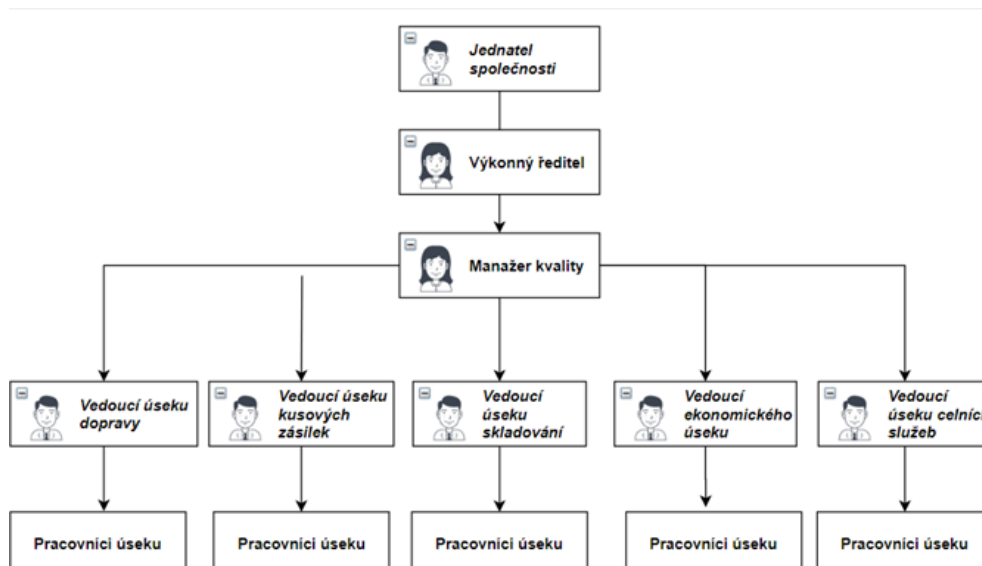 Jednatel
společnosti
Výkonný ředitel
Manažer kvality
Vedoucí úseku
dopravy
Vedoucí úseku
kusových
zásilek
Vedoucí
úseku
skladování
Vedoucí
ekonomického
úseku
Vedoucí
úseku celních
služeb
Pracovníci úseku
Pracovníci úseku
Pracovníci úseku
Pracovníci úseku
Pracovníci úseku